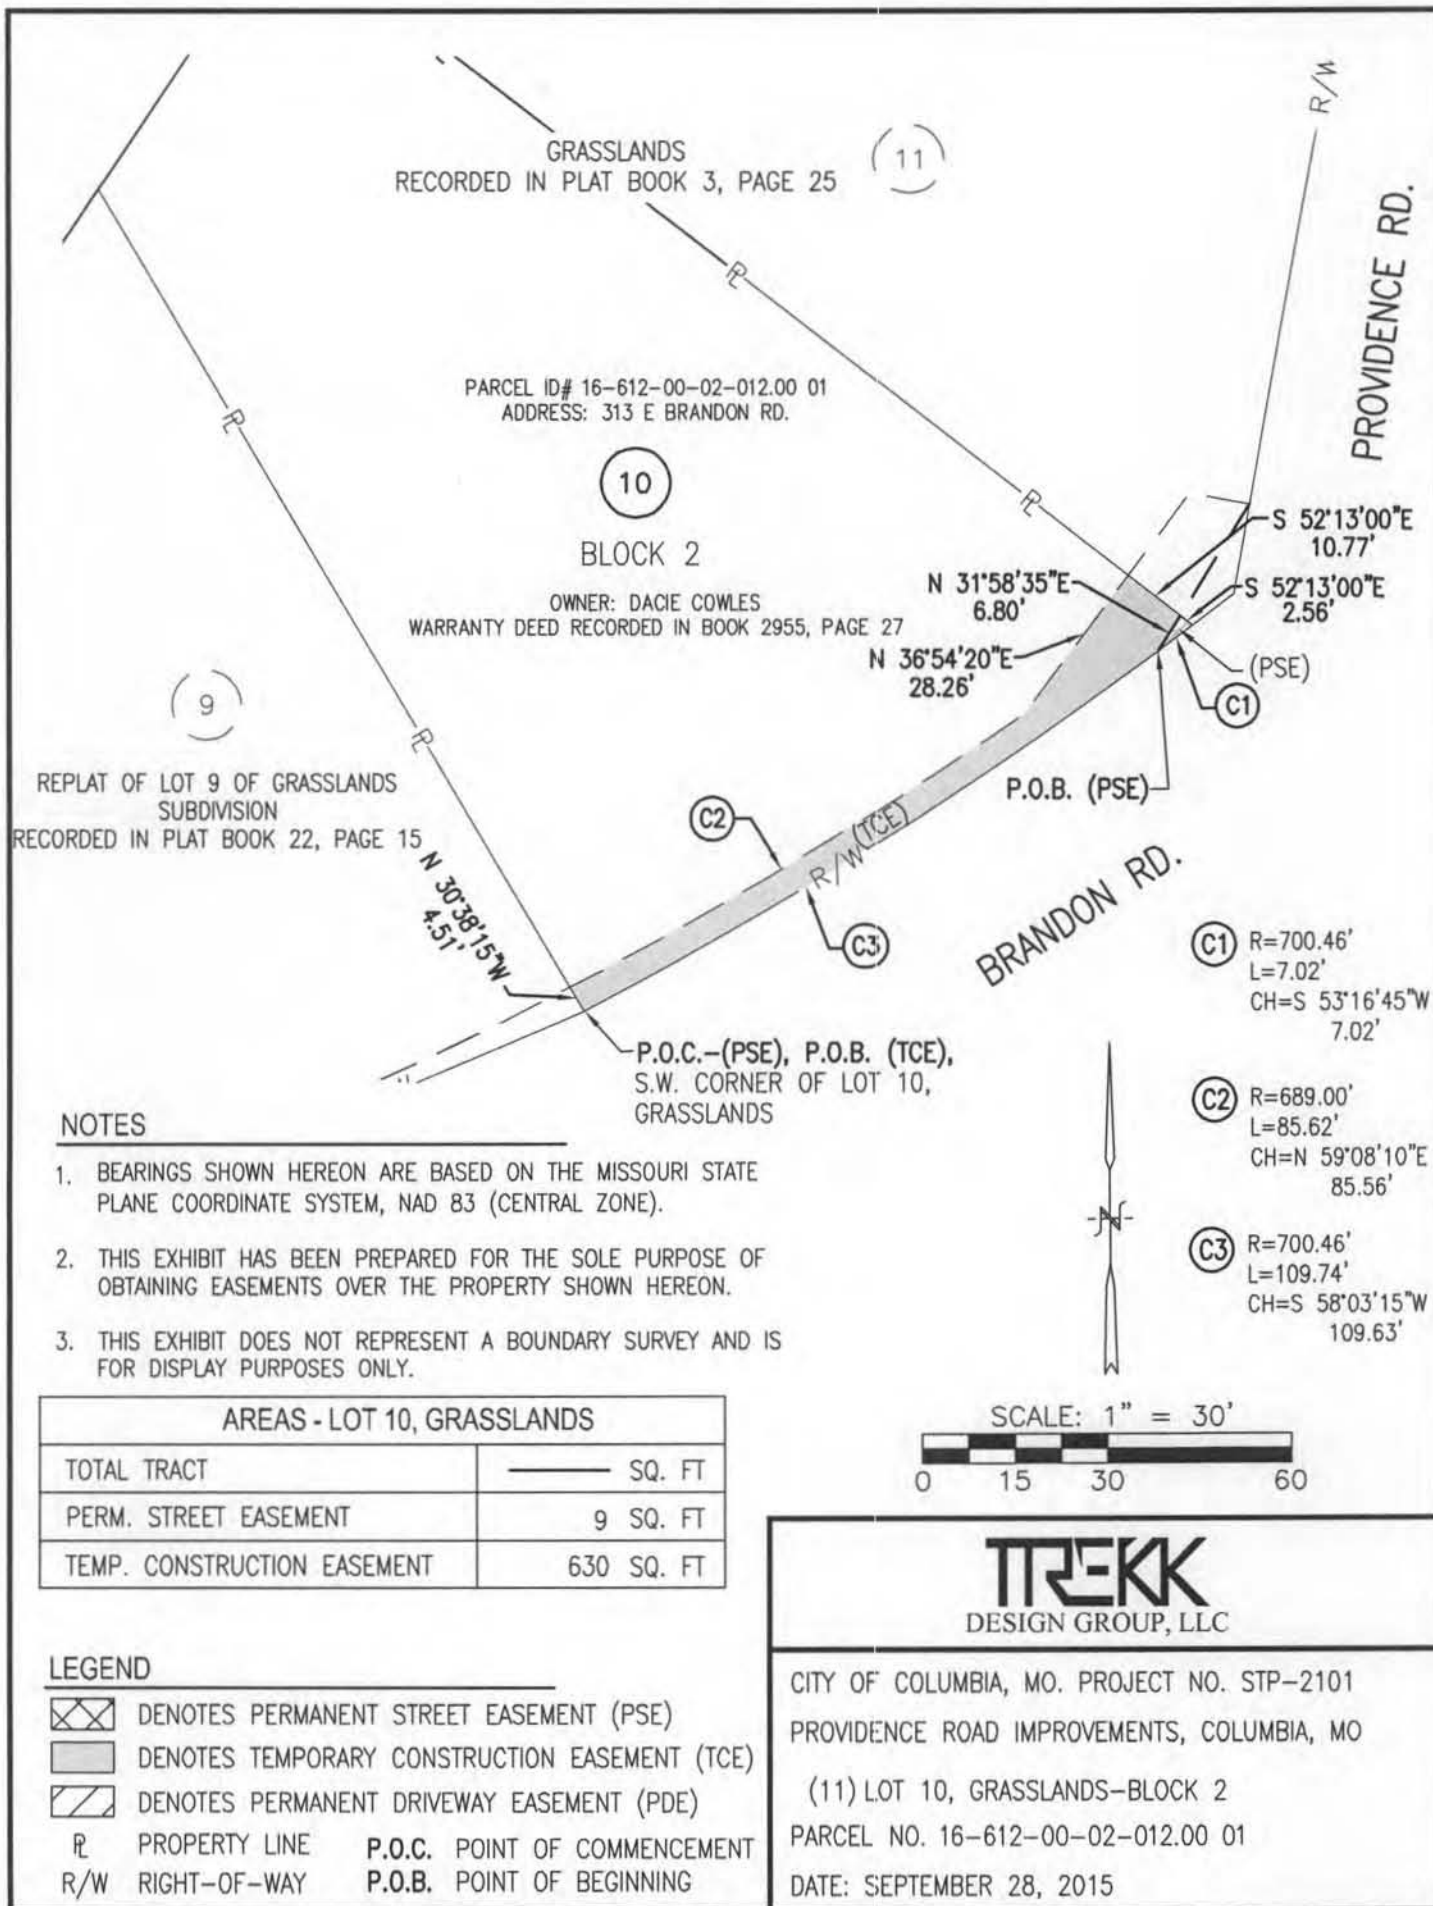 R/W
GRASSLANDS
RECORDED IN PLAT BOOK 3, PAGE 25
11
PROVIDENCE RD.
PL
PL
PARCEL ID# 16-612-00-02-012.00 01
ADDRESS: 313 E BRANDON RD.
10
BLOCK 2
OWNER: DACIE COWLES
WARRANTY DEED RECORDED IN BOOK 2955, PAGE 27
PL
S 52°13'00"E
10.77'
N 31°58'35"E
6.80'
S 52°13'00"E
2.56'
N 36°54'20"E
28.26'
(PSE)
C1
9
PL
REPLAT OF LOT 9 OF GRASSLANDS
SUBDIVISION
RECORDED IN PLAT BOOK 22, PAGE 15
P.O.B. (PSE)
C2
R/W (TCE)
N 30°38'15"W
4.51'
C3
BRANDON RD.
P.O.C.-(PSE), P.O.B. (TCE),
S.W. CORNER OF LOT 10,
GRASSLANDS
C1 R=700.46'
L=7.02'
CH=S 53°16'45"W
7.02'
C2 R=689.00'
L=85.62'
CH=N 59°08'10"E
85.56'
C3 R=700.46'
L=109.74'
CH=S 58°03'15"W
109.63'
N
NOTES
1. BEARINGS SHOWN HEREON ARE BASED ON THE MISSOURI STATE
PLANE COORDINATE SYSTEM, NAD 83 (CENTRAL ZONE).
2. THIS EXHIBIT HAS BEEN PREPARED FOR THE SOLE PURPOSE OF
OBTAINING EASEMENTS OVER THE PROPERTY SHOWN HEREON.
3. THIS EXHIBIT DOES NOT REPRESENT A BOUNDARY SURVEY AND IS
FOR DISPLAY PURPOSES ONLY.
AREAS - LOT 10, GRASSLANDS
TOTAL TRACT SQ. FT
PERM. STREET EASEMENT 9 SQ. FT
TEMP. CONSTRUCTION EASEMENT 630 SQ. FT
SCALE: 1" = 30'
0 15 30 60
LEGEND
DENOTES PERMANENT STREET EASEMENT (PSE)
DENOTES TEMPORARY CONSTRUCTION EASEMENT (TCE)
DENOTES PERMANENT DRIVEWAY EASEMENT (PDE)
PL PROPERTY LINE P.O.C. POINT OF COMMENCEMENT
R/W RIGHT-OF-WAY P.O.B. POINT OF BEGINNING
TREKK
DESIGN GROUP, LLC
CITY OF COLUMBIA, MO. PROJECT NO. STP-2101
PROVIDENCE ROAD IMPROVEMENTS, COLUMBIA, MO
(11) LOT 10, GRASSLANDS-BLOCK 2
PARCEL NO. 16-612-00-02-012.00 01
DATE: SEPTEMBER 28, 2015